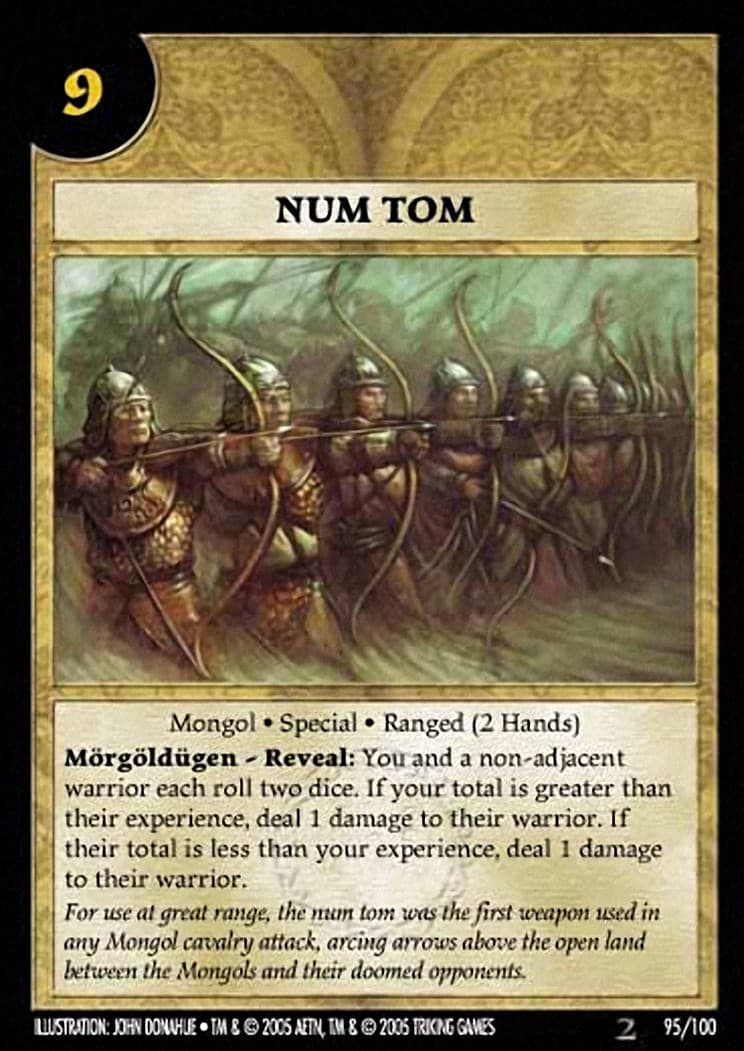 9
NUM TOM
Mongol • Special • Ranged (2 Hands)
Mörgöldügen - Reveal: You and a non-adjacent
warrior each roll two dice. If your total is greater than
their experience, deal 1 damage to their warrior. If
their total is less than your experience, deal 1 damage
to their warrior.
For use at great range, the num tom was the first weapon used in
any Mongol cavalry attack, arcing arrows above the open land
between the Mongols and their doomed opponents.
ILLUSTRATION: JOHN DONAHUE • TM & © 2005 AETN, TM & © 2005 TRIKING GAMES 2 95/100